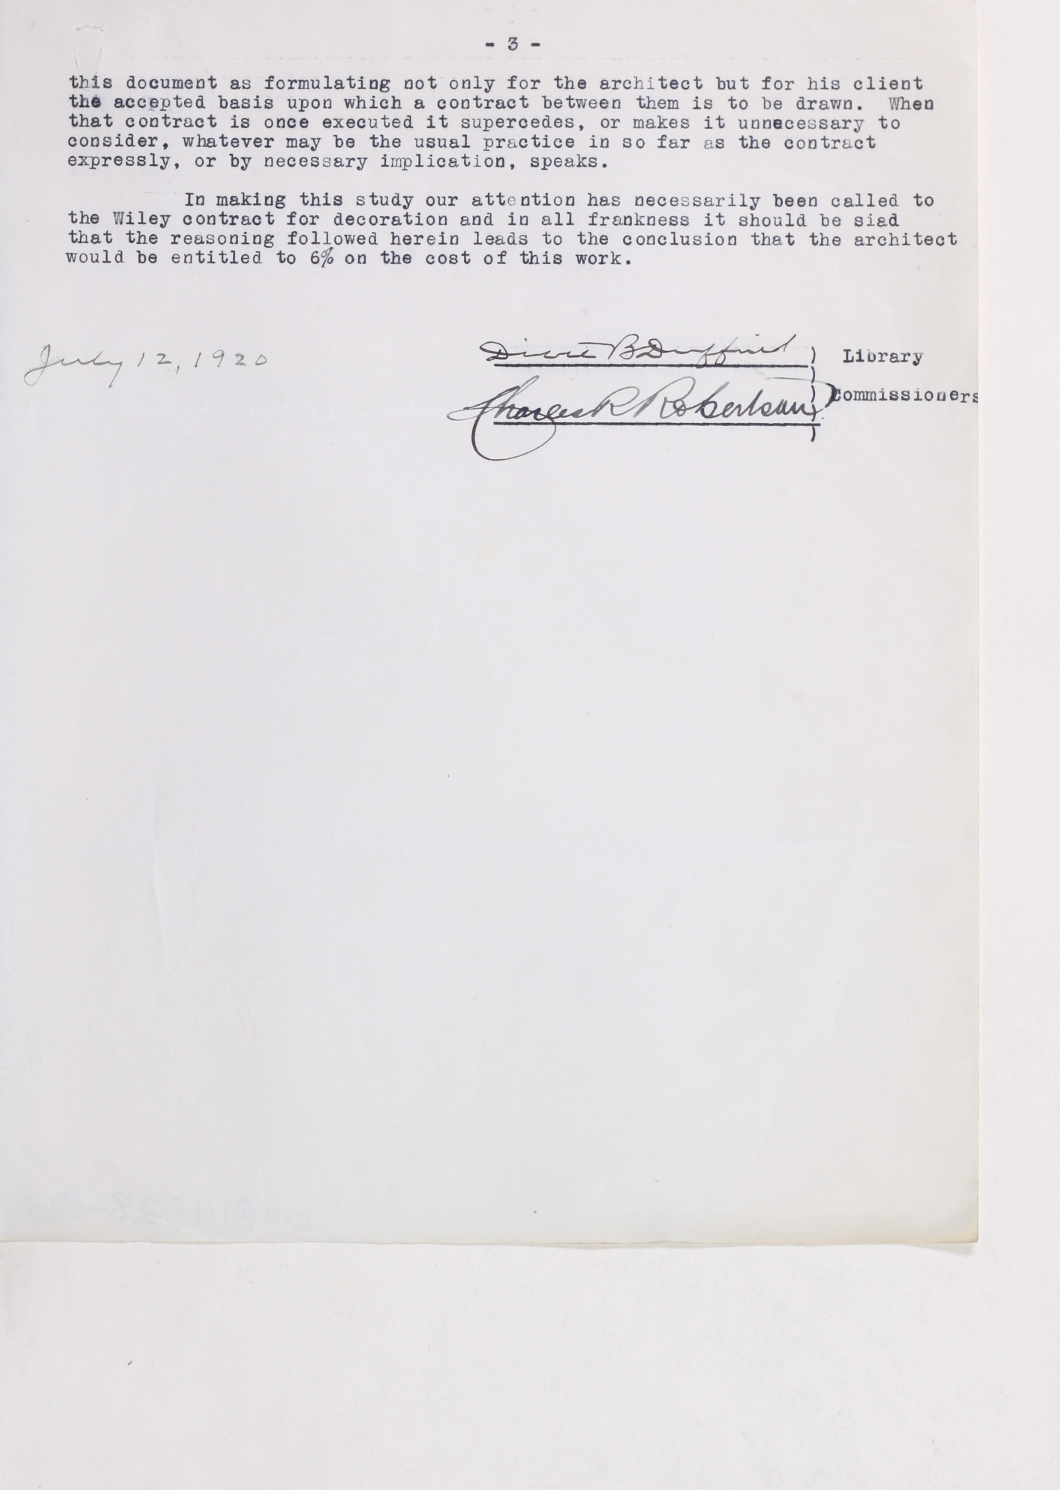 - 3 -
this document as formulating not only for the architect but for his client
the accepted basis upon which a contract between them is to be drawn. When
that contract is once executed it supercedes, or makes it unnecessary to
consider, whatever may be the usual practice in so far as the contract
expressly, or by necessary implication, speaks.
In making this study our attention has necessarily been called to
the Wiley contract for decoration and in all frankness it should be siad
that the reasoning followed herein leads to the conclusion that the architect
would be entitled to 6% on the cost of this work.
July 12, 1920
B Duffield ) Library
)
Charles R Robertson ) Commissioners
)